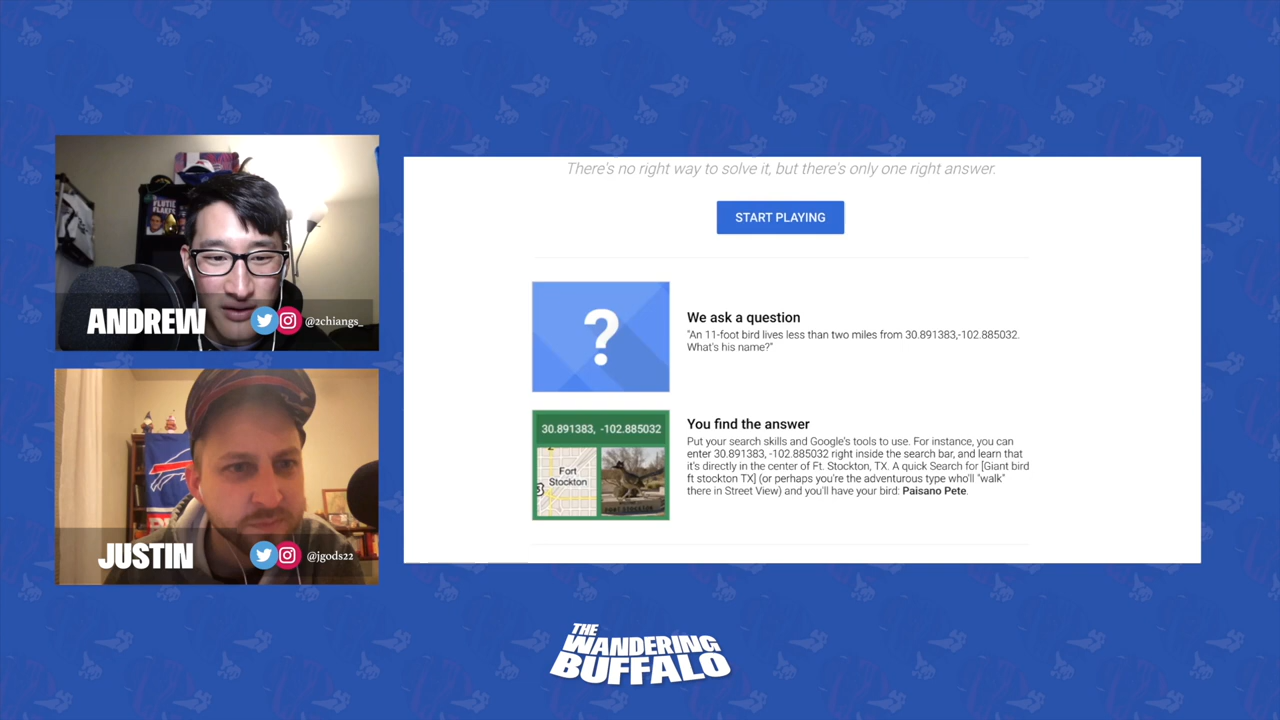 There's no right way to solve it, but there's only one right answer.
START PLAYING
?
We ask a question
"An 11-foot bird lives less than two miles from 30.891383,-102.885032.
What's his name?"
30.891383, -102.885032
Fort
Stockton
You find the answer
Put your search skills and Google's tools to use. For instance, you can
enter 30.891383, -102.885032 right inside the search bar, and learn that
it's directly in the center of Ft. Stockton, TX. A quick Search for [Giant bird
ft stockton TX] (or perhaps you're the adventurous type who'll "walk"
there in Street View) and you'll have your bird: Paisano Pete.
FLUTIE
FLAKES
ANDREW
@2chiangs_
JUSTIN
@jgods22
THE
WANDERING
BUFFALO